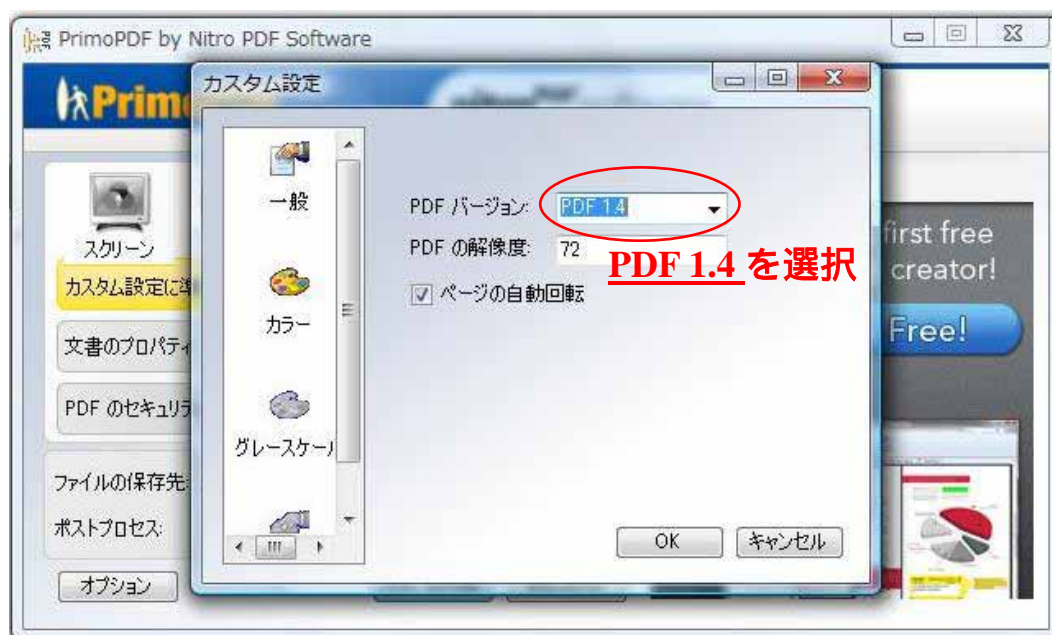 PrimoPDF by Nitro PDF Software
カスタム設定
Prim
一般
PDF バージョン: PDF 1.4
PDF の解像度: 72
PDF 1.4 を選択
ページの自動回転
カラー
グレースケール
OK
キャンセル
スクリーン
カスタム設定に準
文書のプロパティ
PDF のセキュリテ
ファイルの保存先:
ポストプロセス:
オプション
first free
creator!
Free!